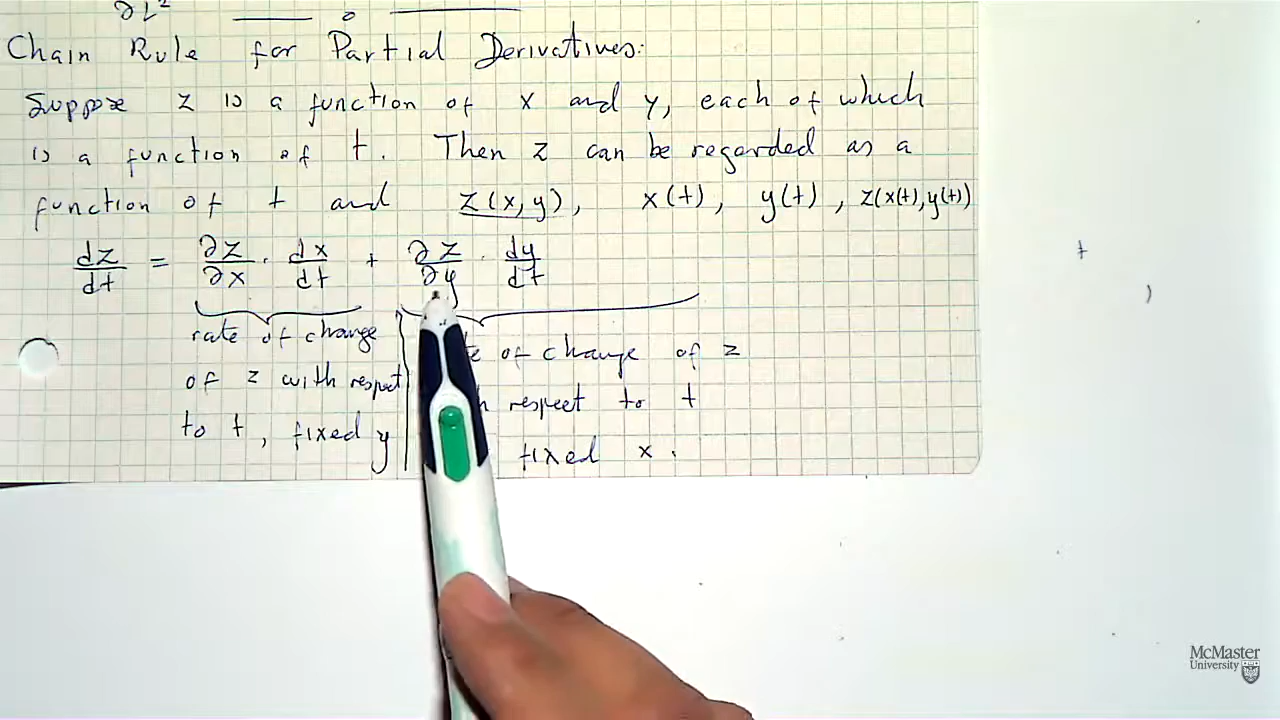 ∂L²
Chain Rule for Partial Derivatives:
Suppose z is a function of x and y, each of which
is a function of t. Then z can be regarded as a
function of t and z(x,y), x(t), y(t), z(x(t),y(t))
dz/dt = ∂z/∂x · dx/dt + ∂z/∂y · dy/dt
rate of change
of z with respect
to t, fixed y
of change of z
respect to t
fixed x.
McMaster
University